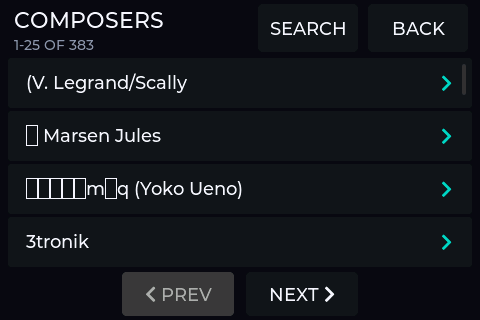 COMPOSERS
SEARCH
BACK
1-25 OF 383
(V. Legrand/Scally
Marsen Jules
m q (Yoko Ueno)
3tronik
PREV
NEXT